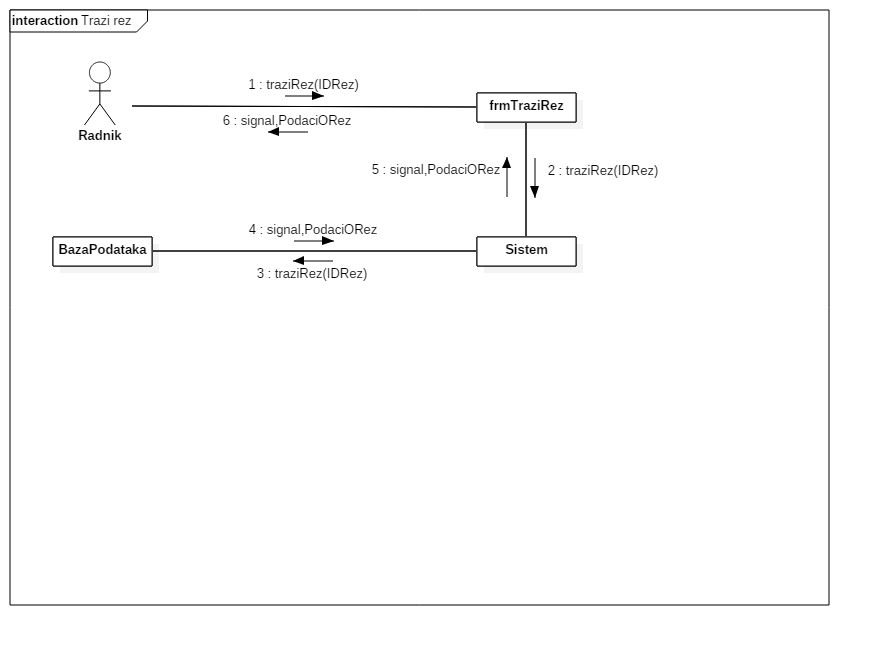 interaction Trazi rez
1 : traziRez(IDRez)
frmTraziRez
6 : signal,PodaciORez
Radnik
5 : signal,PodaciORez
2 : traziRez(IDRez)
4 : signal,PodaciORez
BazaPodataka
Sistem
3 : traziRez(IDRez)